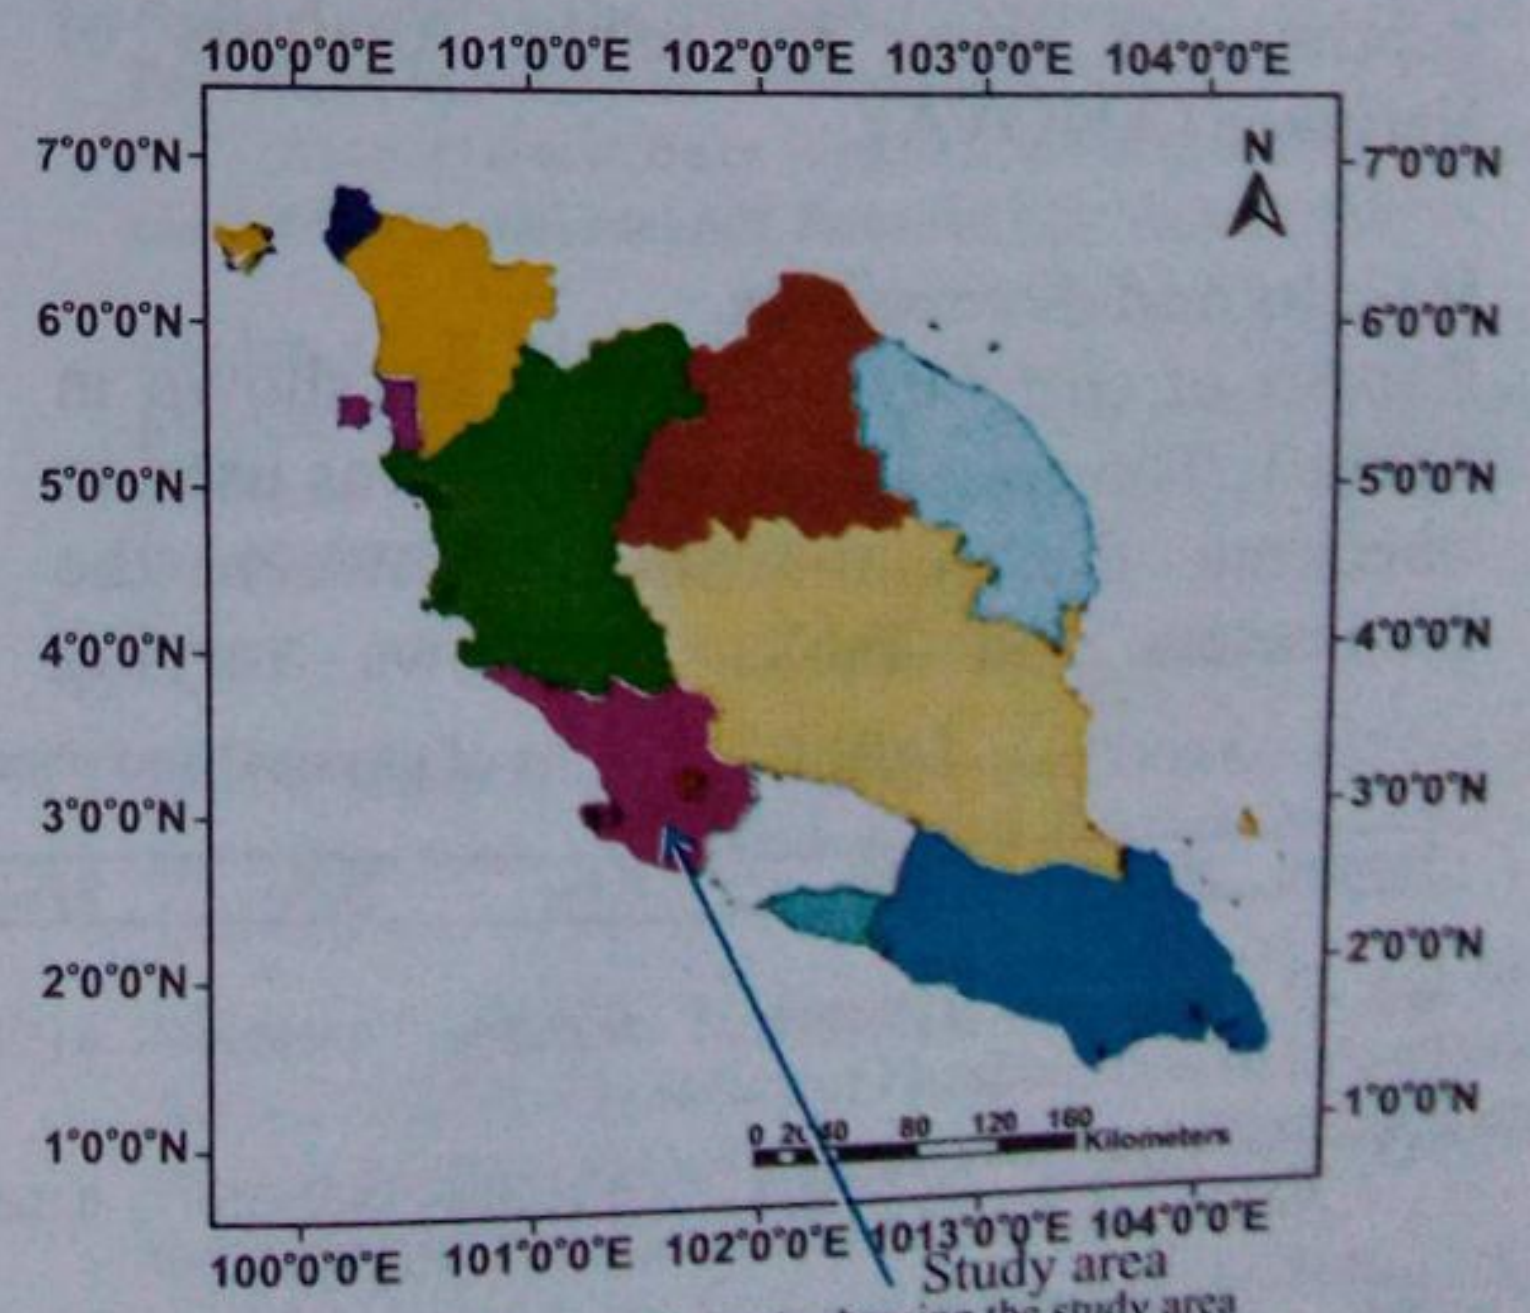 100°0'0"E 101°0'0"E 102°0'0"E 103°0'0"E 104°0'0"E
N
7°0'0"N 7°0'0"N
6°0'0"N 6°0'0"N
5°0'0"N 5°0'0"N
4°0'0"N 4°0'0"N
3°0'0"N 3°0'0"N
2°0'0"N 2°0'0"N
1°0'0"N 1°0'0"N
0 20 40 80 120 160
Kilometers
100°0'0"E 101°0'0"E 102°0'0"E 1013°0'0"E 104°0'0"E
Study area
the study area